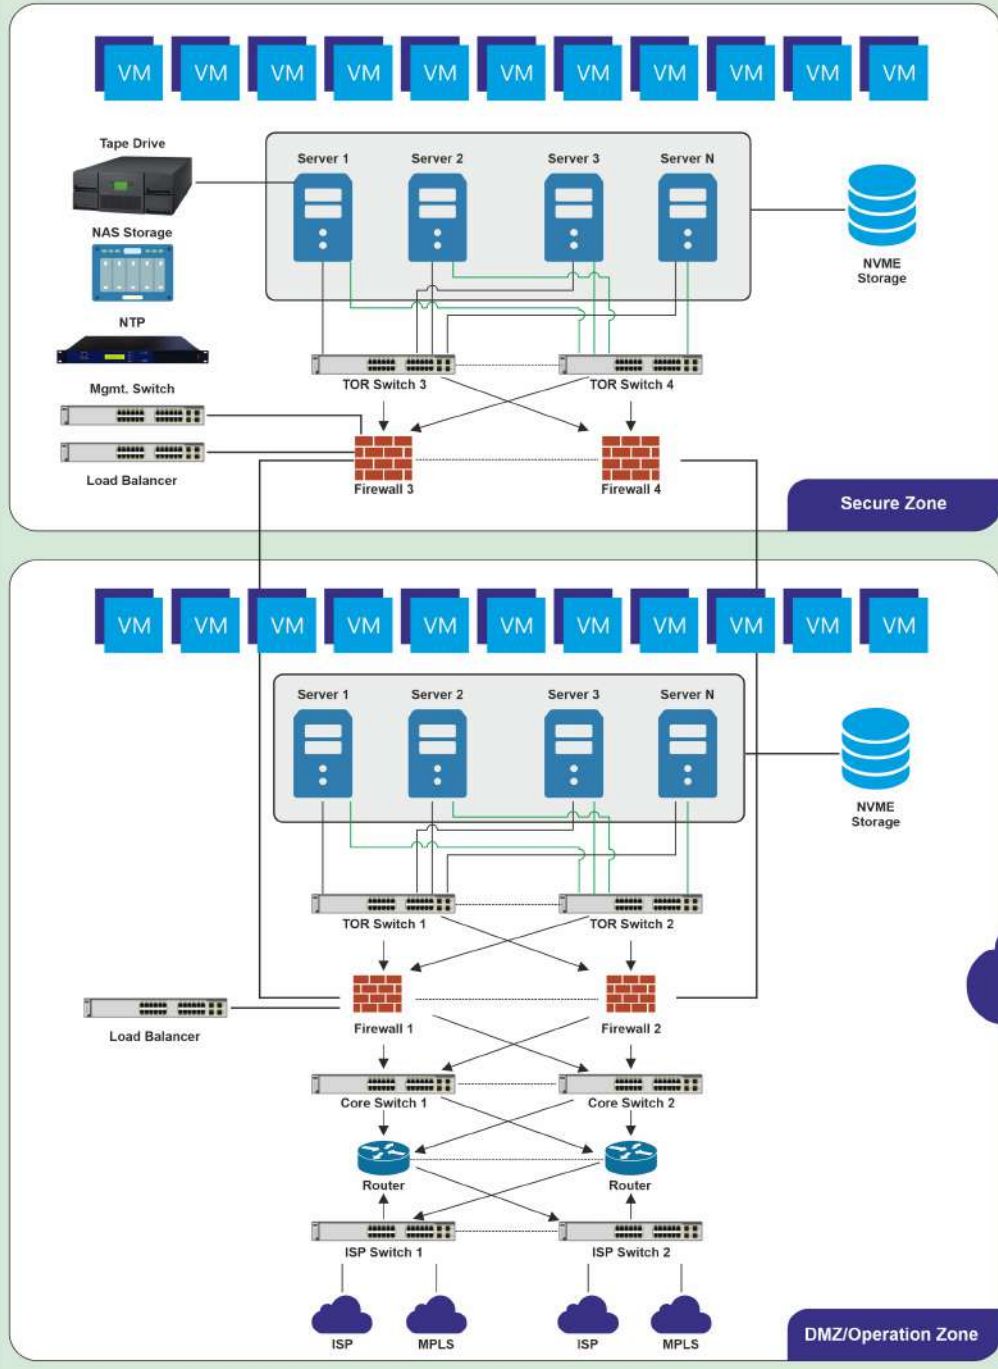 VM VM VM VM VM VM VM VM VM VM VM
Tape Drive
Server 1 Server 2 Server 3 Server N
NAS Storage
NVME
Storage
NTP
TOR Switch 3 TOR Switch 4
Mgmt. Switch
Load Balancer
Firewall 3 Firewall 4
Secure Zone
VM VM VM VM VM VM VM VM VM VM VM
Server 1 Server 2 Server 3 Server N
NVME
Storage
TOR Switch 1 TOR Switch 2
Firewall 1 Firewall 2
Load Balancer
Core Switch 1 Core Switch 2
Router Router
ISP Switch 1 ISP Switch 2
ISP MPLS ISP MPLS
DMZ/Operation Zone